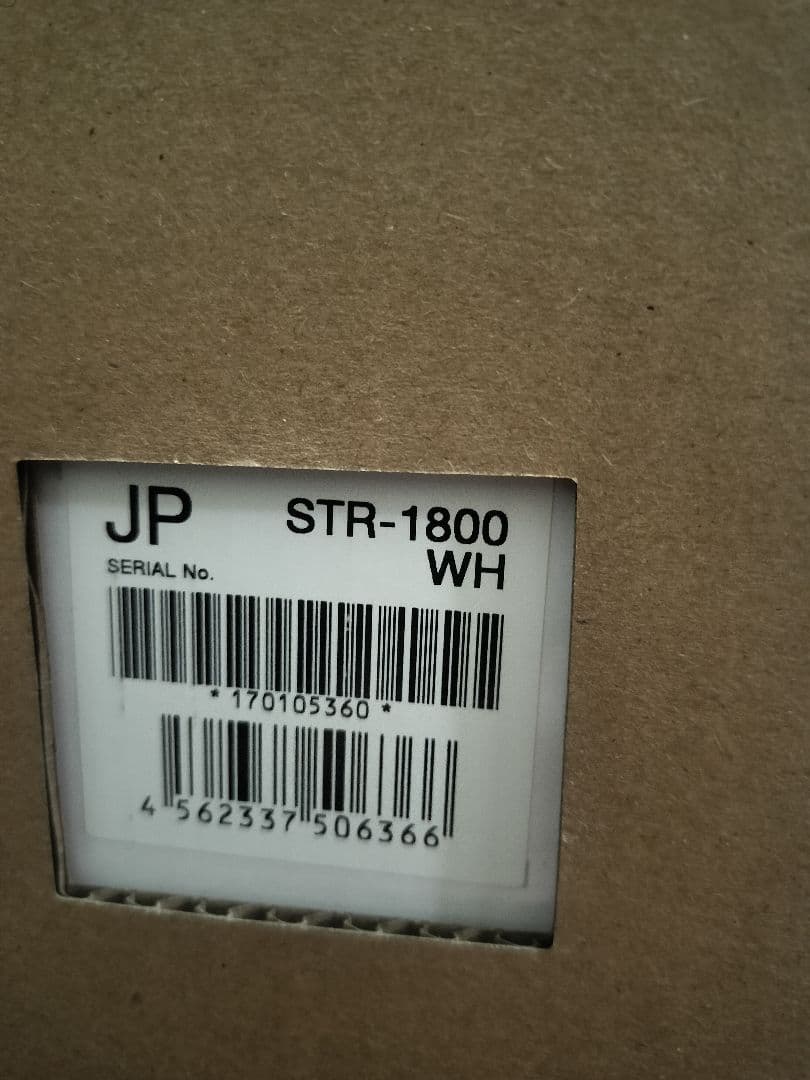 JP STR-1800
WH
SERIAL No.
*170105360*
4 562337 506366